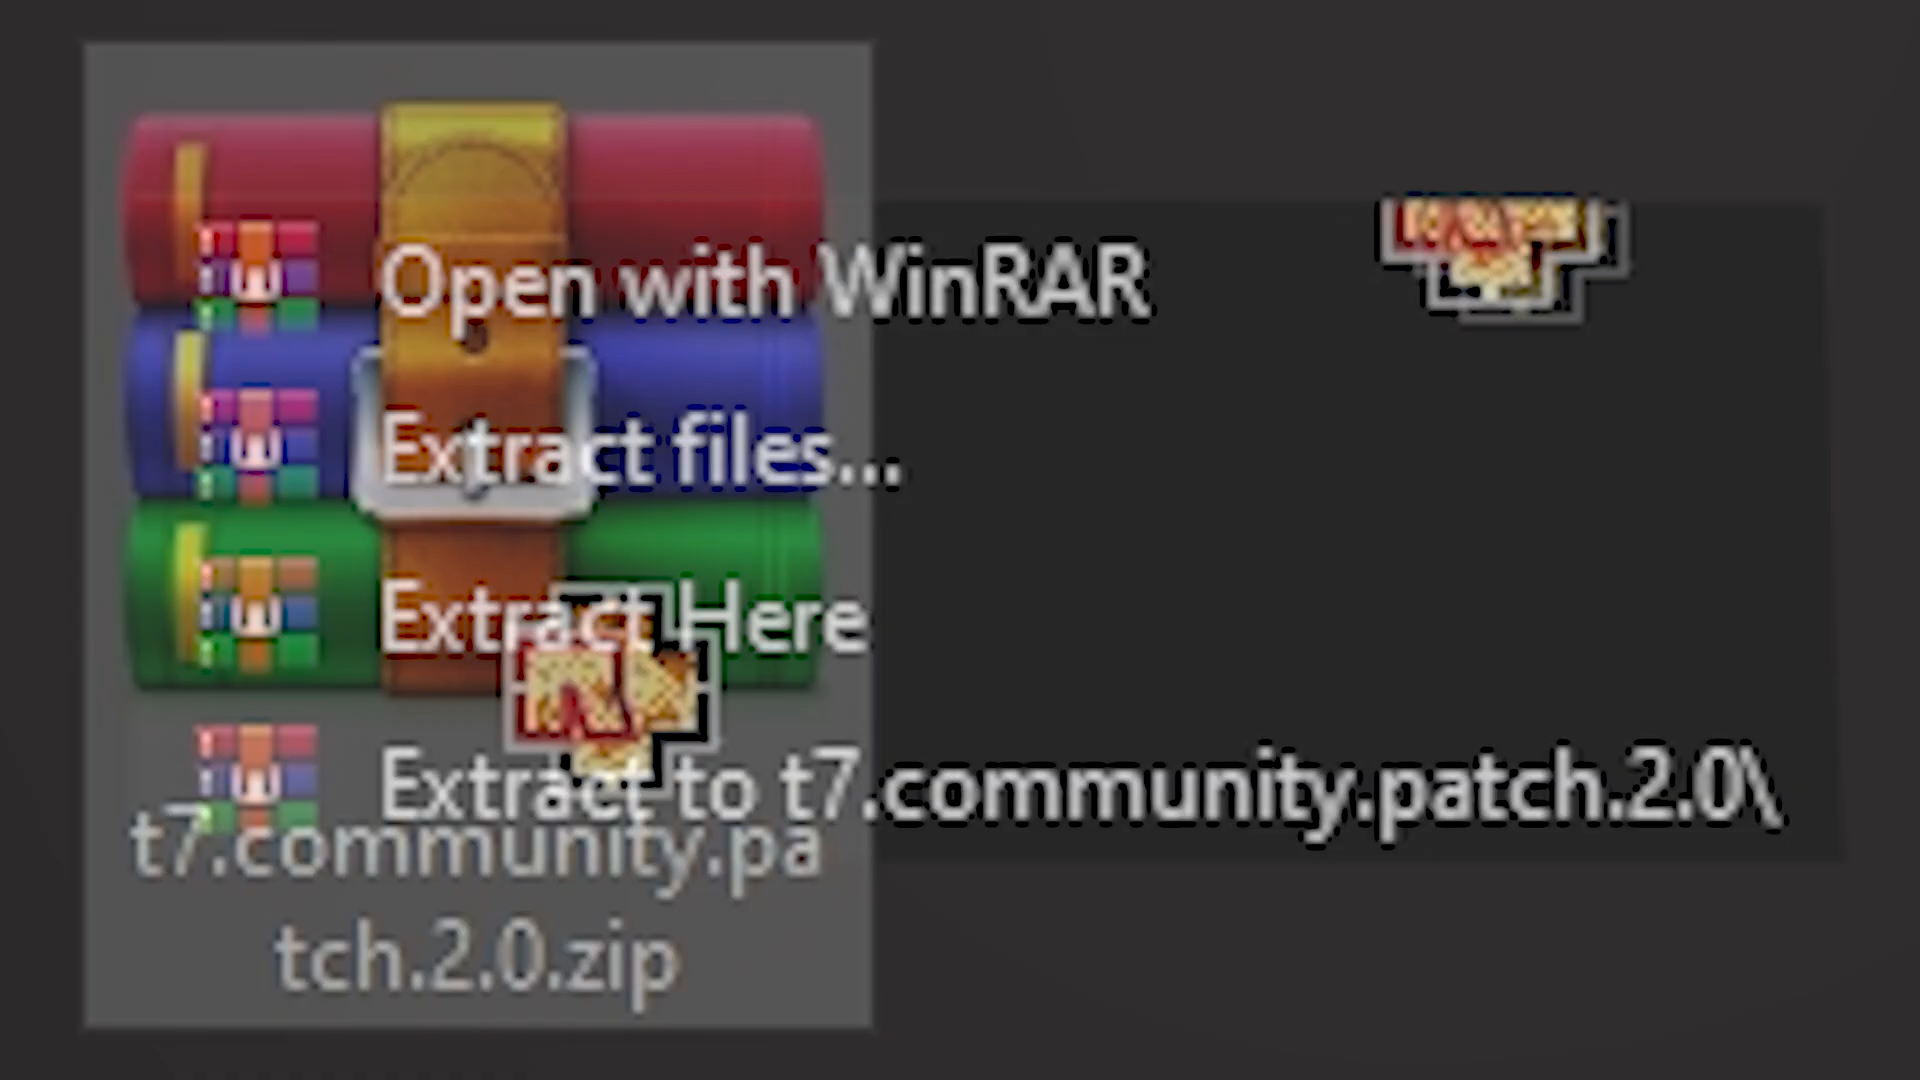 Open with WinRAR
Extract files...
Extract Here
Extract to t7.community.patch.2.0\
t7.community.pa
tch.2.0.zip